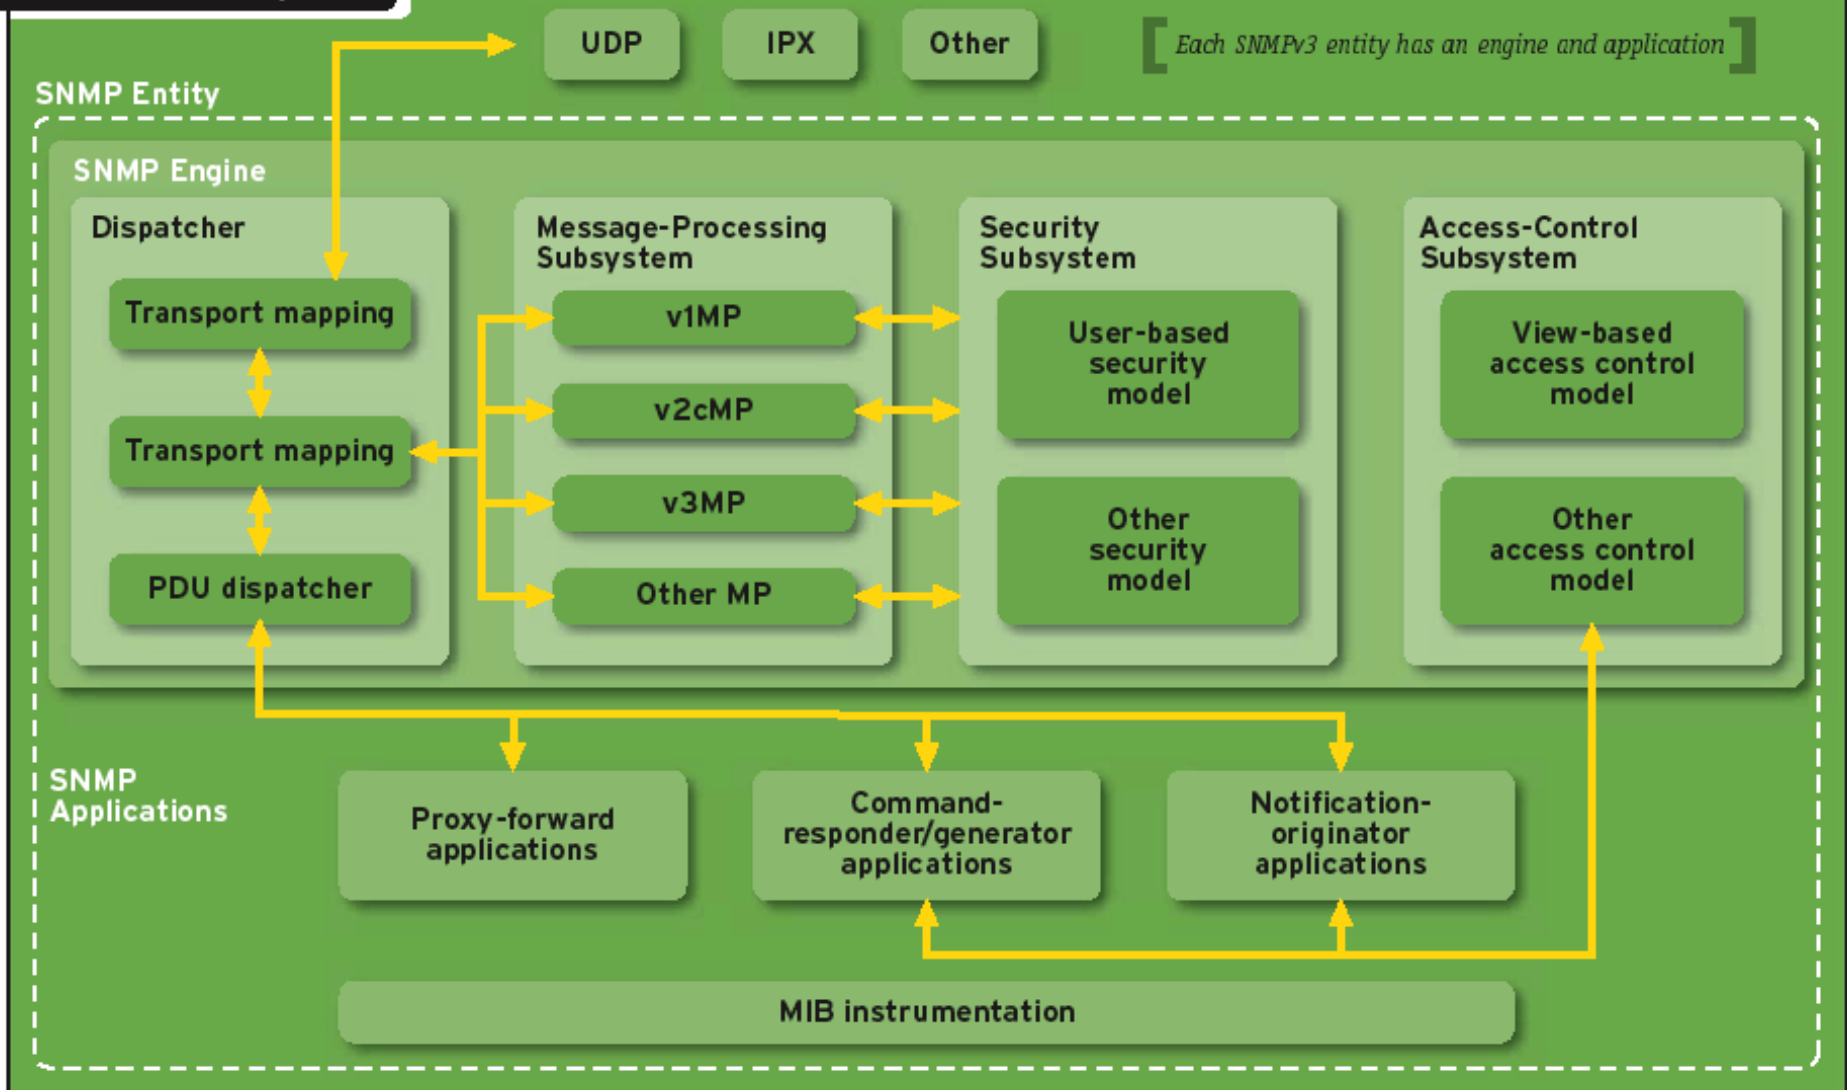 UDP
IPX
Other
Each SNMPv3 entity has an engine and application
SNMP Entity
SNMP Engine
Dispatcher
Transport mapping
Transport mapping
PDU dispatcher
Message-Processing
Subsystem
v1MP
v2cMP
v3MP
Other MP
Security
Subsystem
User-based
security
model
Other
security
model
Access-Control
Subsystem
View-based
access control
model
Other
access control
model
SNMP
Applications
Proxy-forward
applications
Command-
responder/generator
applications
Notification-
originator
applications
MIB instrumentation